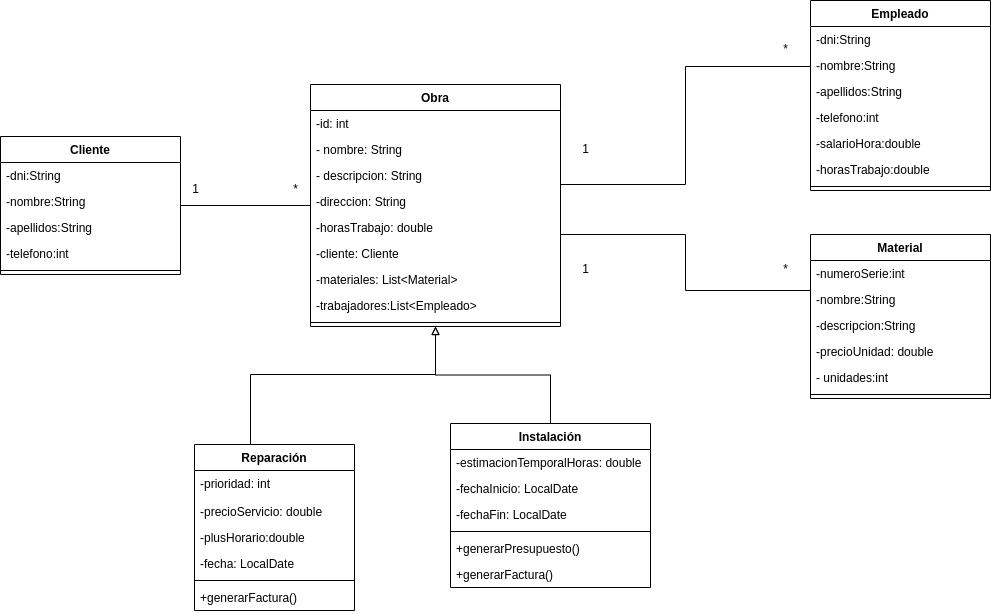 Cliente
-dni:String
-nombre:String
-apellidos:String
-telefono:int
1
*
Obra
-id: int
- nombre: String
- descripcion: String
-direccion: String
-horasTrabajo: double
-cliente: Cliente
-materiales: List<Material>
-trabajadores:List<Empleado>
1
*
Empleado
-dni:String
-nombre:String
-apellidos:String
-telefono:int
-salarioHora:double
-horasTrabajo:double
1
*
Material
-numeroSerie:int
-nombre:String
-descripcion:String
-precioUnidad: double
- unidades:int
Reparación
-prioridad: int
-precioServicio: double
-plusHorario:double
-fecha: LocalDate
+generarFactura()
Instalación
-estimacionTemporalHoras: double
-fechaInicio: LocalDate
-fechaFin: LocalDate
+generarPresupuesto()
+generarFactura()